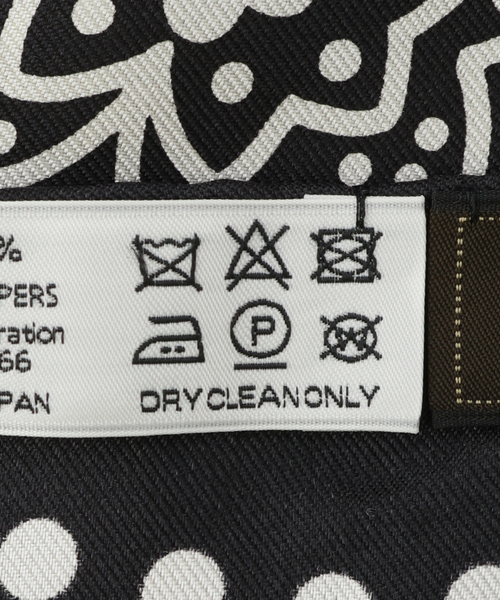 %
PERS
ration
66
PAN
P
W
DRY CLEAN ONLY